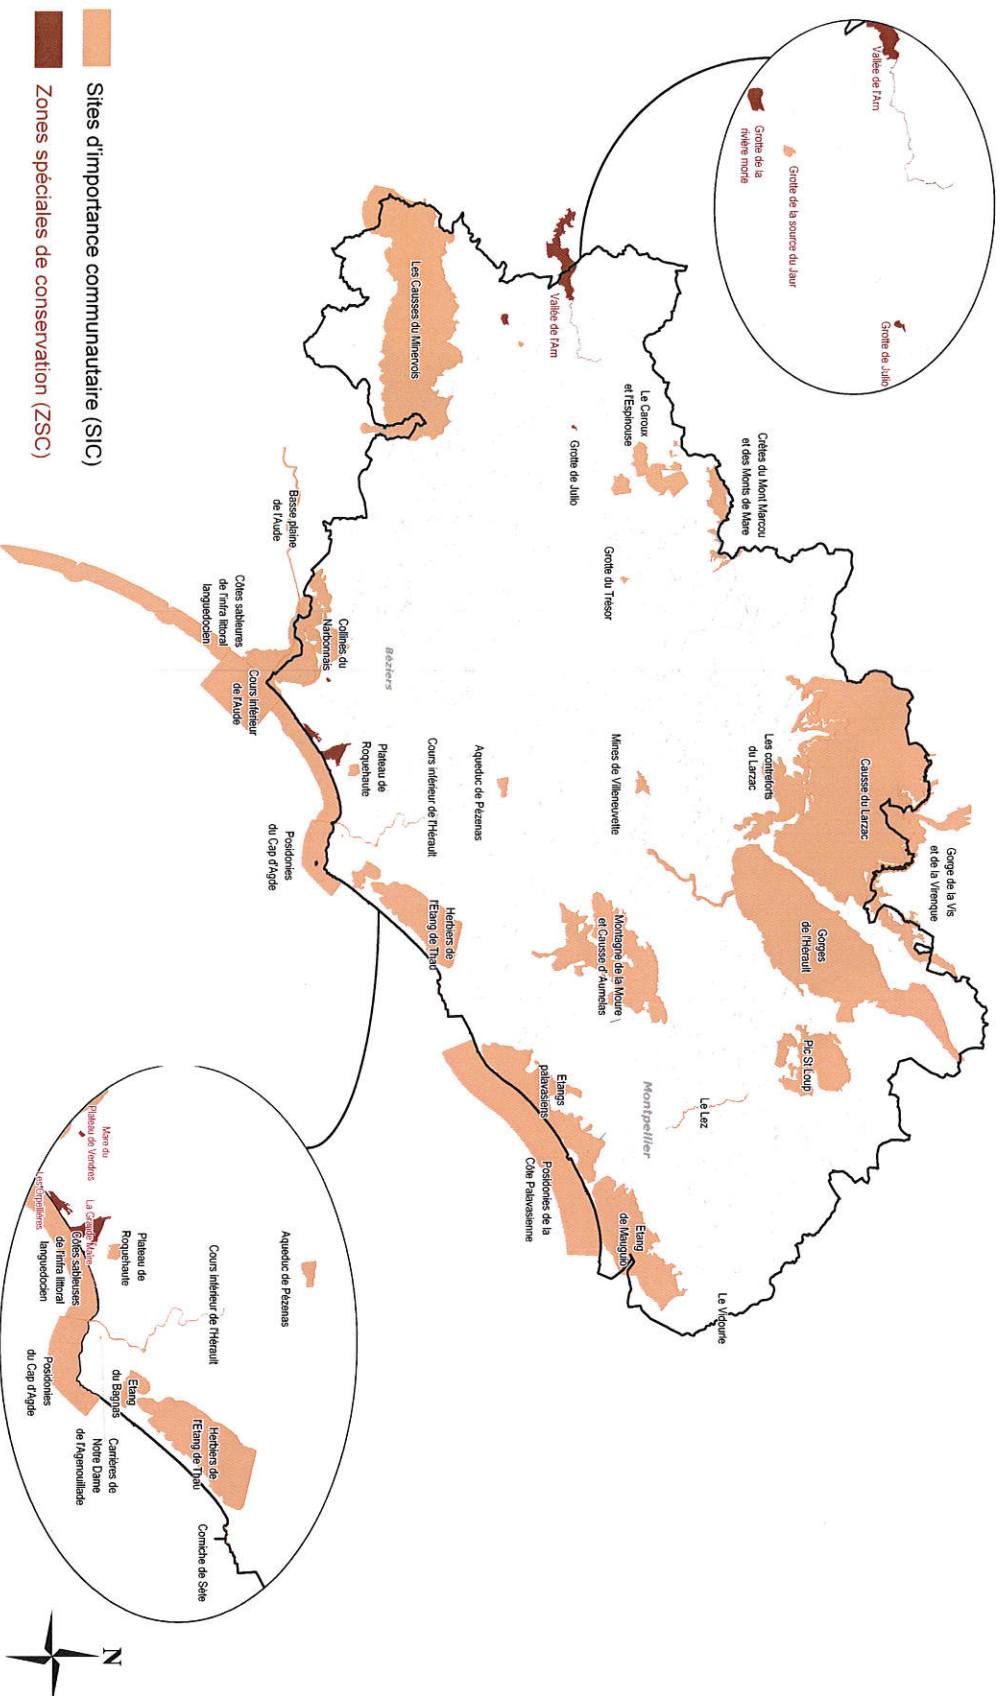 Vallée de l'Arn
Grotte de la
rivière morte
Grotte de la source du Jaur
Grotte de Julio
Vallée de l'Arn
Les Causses du Minervois
Le Caroux
et l'Espinouse
Crêtes du Mont Marcou
et des Monts de Mare
Grotte de Julio
Grotte du Trésor
Basse plaine
de l'Aude
Côtes sableures
de l'infra littoral
languedocien
Collines du
Narbonnais
Cours inférieur
de l'Aude
Béziers
Plateau de
Roquehaute
Cours inférieur de l'Hérault
Aqueduc de Pézenas
Mines de Villeneuvette
Les contreforts
du Larzac
Causse du Larzac
Gorge de la Vis
et de la Virenque
Gorges
de l'Hérault
Montagne de la Moure
et Causse d'Aumelas
Posidonies
du Cap d'Agde
Herbiers de
l'Etang de Thau
Pic St Loup
Le Lez
Montpellier
Etangs
palavasiens
Posidonies de la
Côte Palavasienne
Etang
de Mauguio
Le Vidourle
Aqueduc de Pézenas
Cours inférieur de l'Hérault
Plateau de
Roquehaute
Mare du
Plateau de Vendres
La Grande Maïre
Les Orpellières
Côtes sableuses
de l'infra littoral
languedocien
Posidonies
du Cap d'Agde
Etang
du Bagnas
Herbiers de
l'Etang de Thau
Carrières de
Notre Dame
de l'Agenouillade
Corniche de Sète
Sites d'importance communautaire (SIC)
Zones spéciales de conservation (ZSC)
N